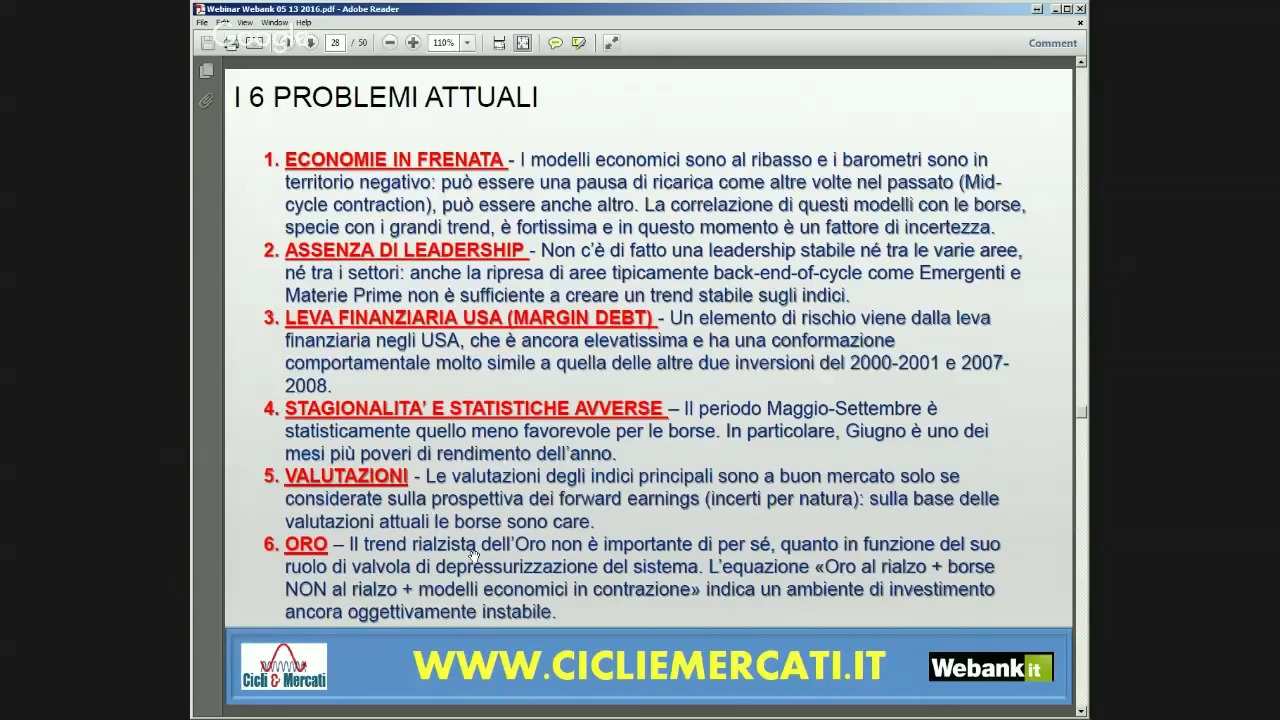 Webinar Webank 05 13 2016.pdf - Adobe Reader
File Edit View Window Help
Google
28 / 50 110% Comment
I 6 PROBLEMI ATTUALI
1. ECONOMIE IN FRENATA - I modelli economici sono al ribasso e i barometri sono in
territorio negativo: può essere una pausa di ricarica come altre volte nel passato (Mid-
cycle contraction), può essere anche altro. La correlazione di questi modelli con le borse,
specie con i grandi trend, è fortissima e in questo momento è un fattore di incertezza.
2. ASSENZA DI LEADERSHIP - Non c’è di fatto una leadership stabile né tra le varie aree,
né tra i settori: anche la ripresa di aree tipicamente back-end-of-cycle come Emergenti e
Materie Prime non è sufficiente a creare un trend stabile sugli indici.
3. LEVA FINANZIARIA USA (MARGIN DEBT) - Un elemento di rischio viene dalla leva
finanziaria negli USA, che è ancora elevatissima e ha una conformazione
comportamentale molto simile a quella delle altre due inversioni del 2000-2001 e 2007-
2008.
4. STAGIONALITA’ E STATISTICHE AVVERSE – Il periodo Maggio-Settembre è
statisticamente quello meno favorevole per le borse. In particolare, Giugno è uno dei
mesi più poveri di rendimento dell’anno.
5. VALUTAZIONI - Le valutazioni degli indici principali sono a buon mercato solo se
considerate sulla prospettiva dei forward earnings (incerti per natura): sulla base delle
valutazioni attuali le borse sono care.
6. ORO – Il trend rialzista dell’Oro non è importante di per sé, quanto in funzione del suo
ruolo di valvola di depressurizzazione del sistema. L’equazione «Oro al rialzo + borse
NON al rialzo + modelli economici in contrazione» indica un ambiente di investimento
ancora oggettivamente instabile.
Cicli & Mercati
WWW.CICLIEMERCATI.IT
Webank it